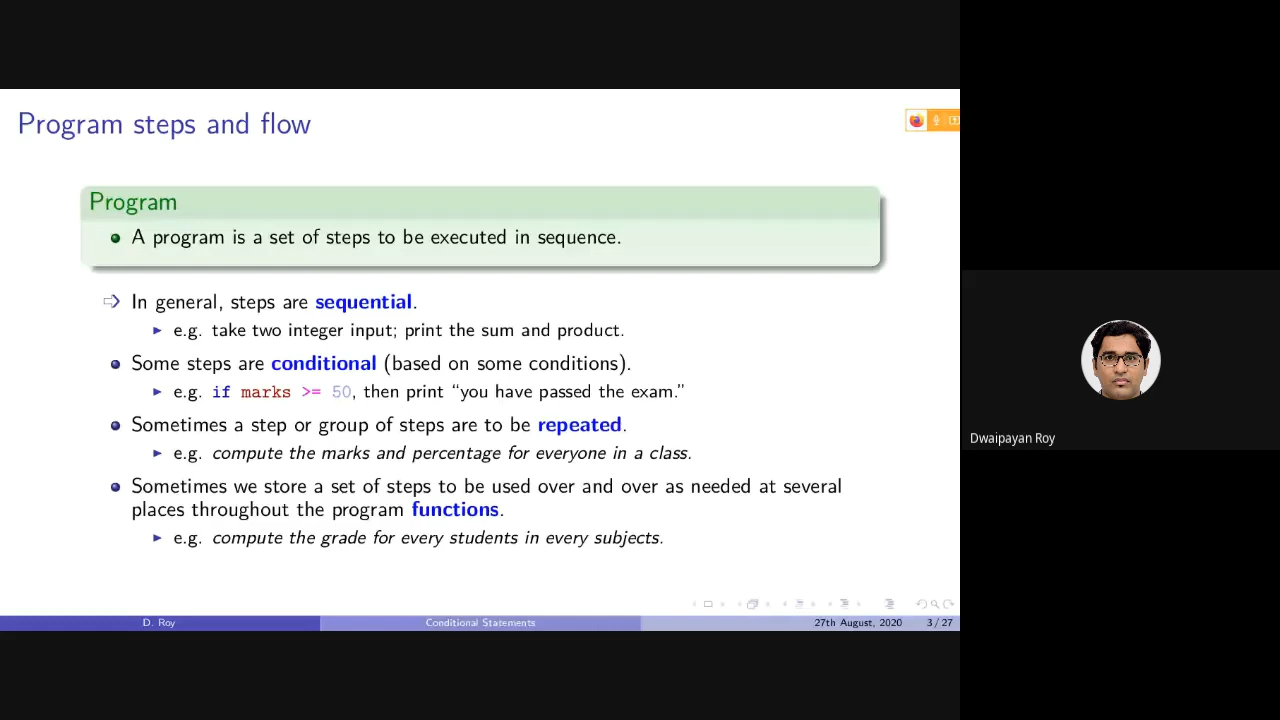 Program steps and flow
Program
A program is a set of steps to be executed in sequence.
In general, steps are sequential.
e.g. take two integer input; print the sum and product.
Some steps are conditional (based on some conditions).
e.g. if marks >= 50, then print “you have passed the exam.”
Sometimes a step or group of steps are to be repeated.
e.g. compute the marks and percentage for everyone in a class.
Sometimes we store a set of steps to be used over and over as needed at several
places throughout the program functions.
e.g. compute the grade for every students in every subjects.
D. Roy
Conditional Statements
27th August, 2020
3 / 27
Dwaipayan Roy